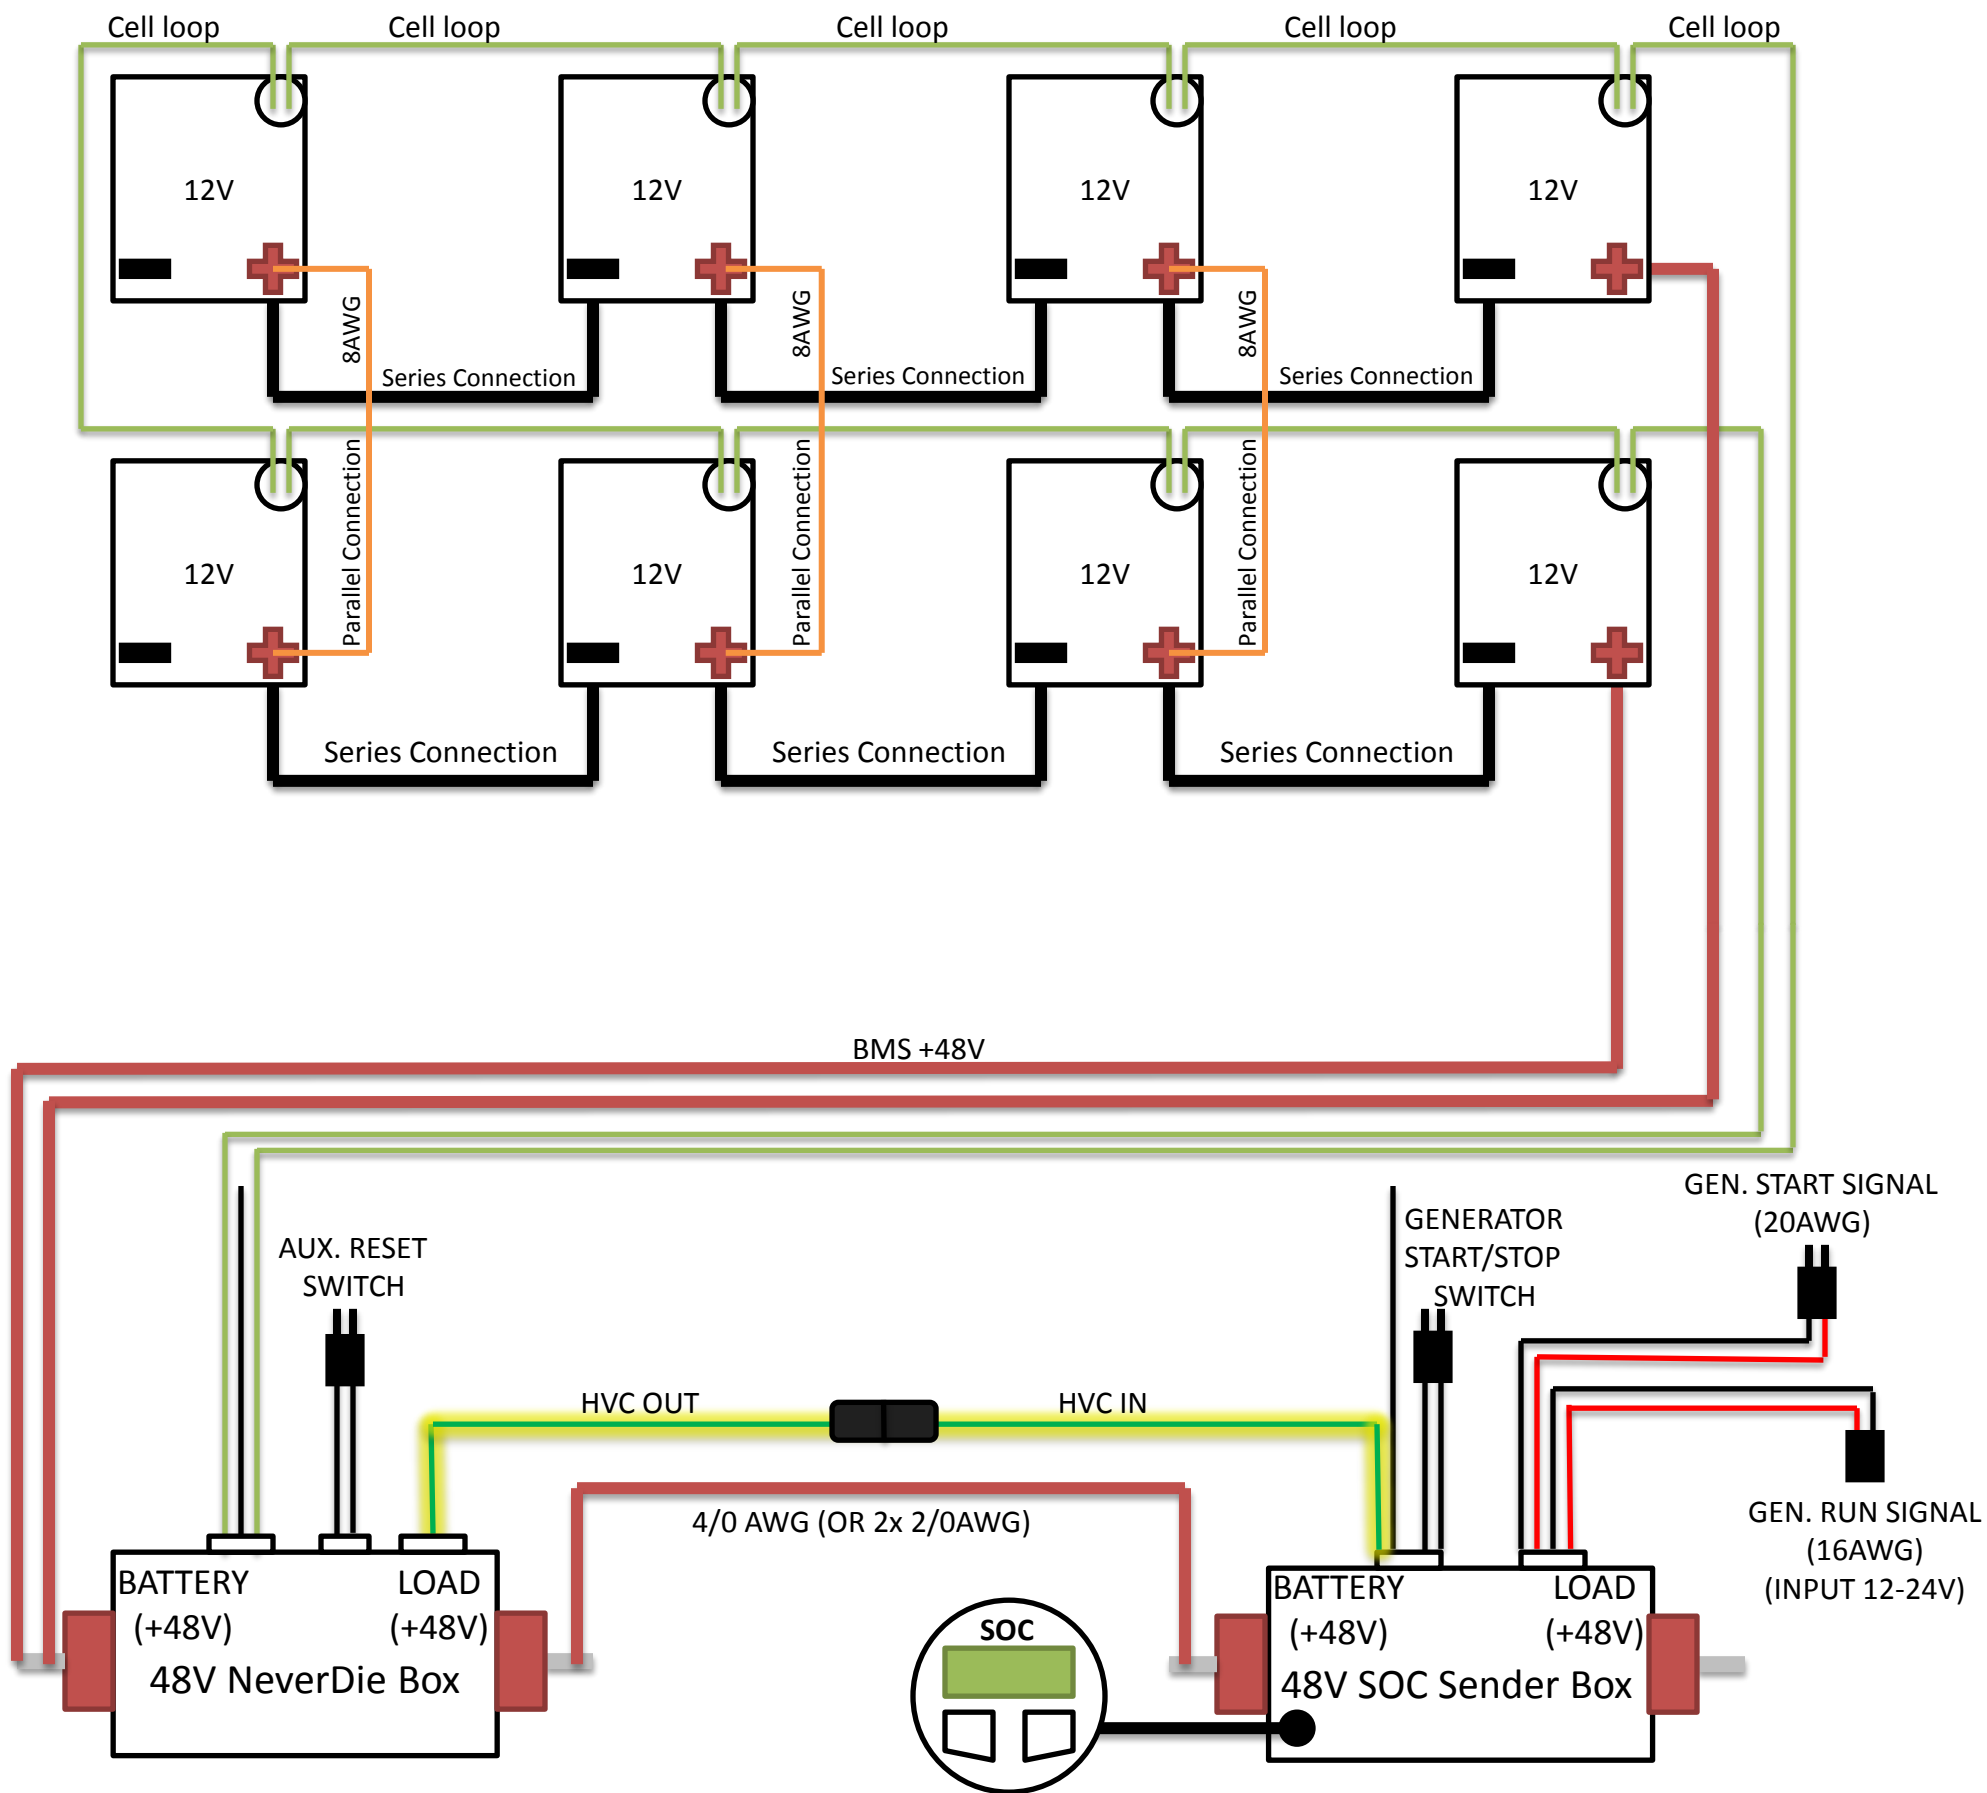 Cell loop
Cell loop
Cell loop
Cell loop
Cell loop
12V
12V
12V
12V
8AWG
8AWG
8AWG
Series Connection
Series Connection
Series Connection
Parallel Connection
Parallel Connection
Parallel Connection
12V
12V
12V
12V
Series Connection
Series Connection
Series Connection
BMS +48V
AUX. RESET
SWITCH
GENERATOR
START/STOP
SWITCH
GEN. START SIGNAL
(20AWG)
HVC OUT
HVC IN
4/0 AWG (OR 2x 2/0AWG)
GEN. RUN SIGNAL
(16AWG)
(INPUT 12-24V)
BATTERY
(+48V)
LOAD
(+48V)
48V NeverDie Box
SOC
BATTERY
(+48V)
LOAD
(+48V)
48V SOC Sender Box